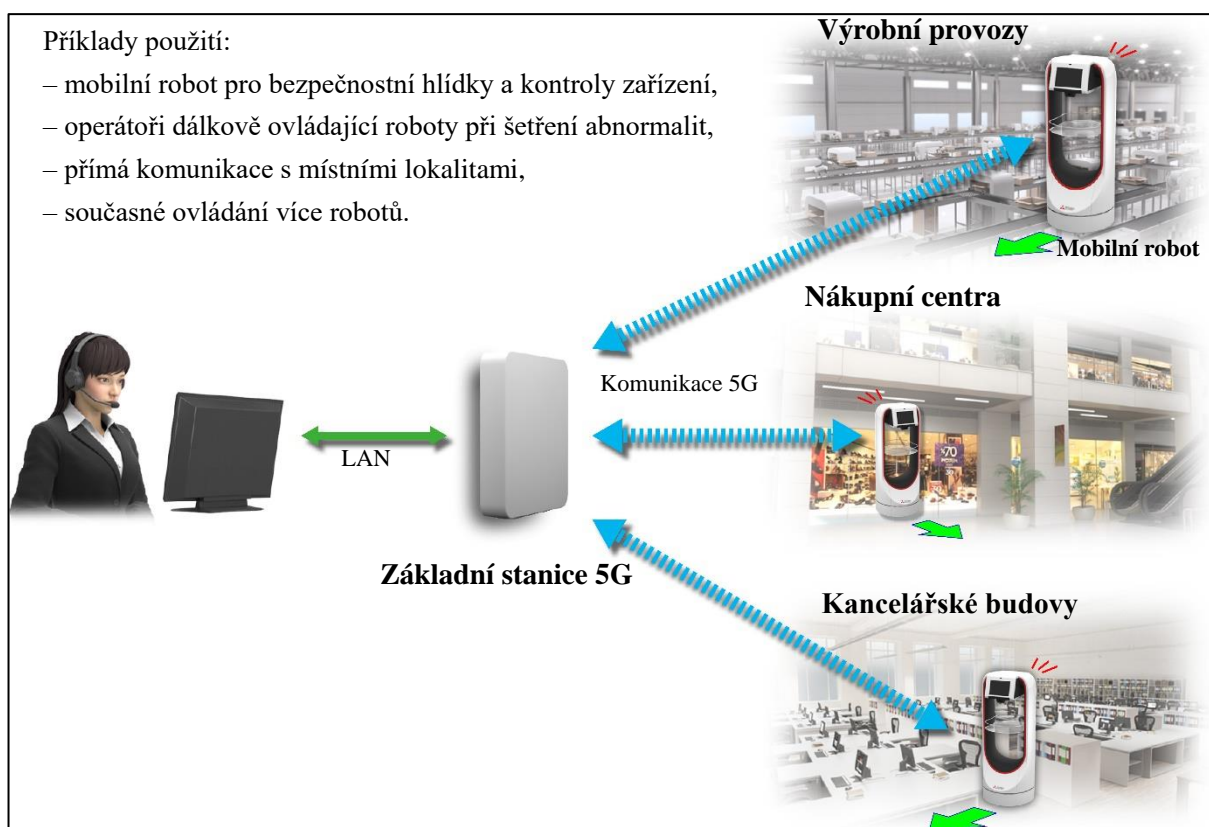 Příklady použití:
– mobilní robot pro bezpečnostní hlídky a kontroly zařízení,
– operátoři dálkově ovládající roboty při šetření abnormalit,
– přímá komunikace s místními lokalitami,
– současné ovládání více robotů.
Výrobní provozy
Mobilní robot
Nákupní centra
Komunikace 5G
LAN
Základní stanice 5G
x70
Kancelářské budovy